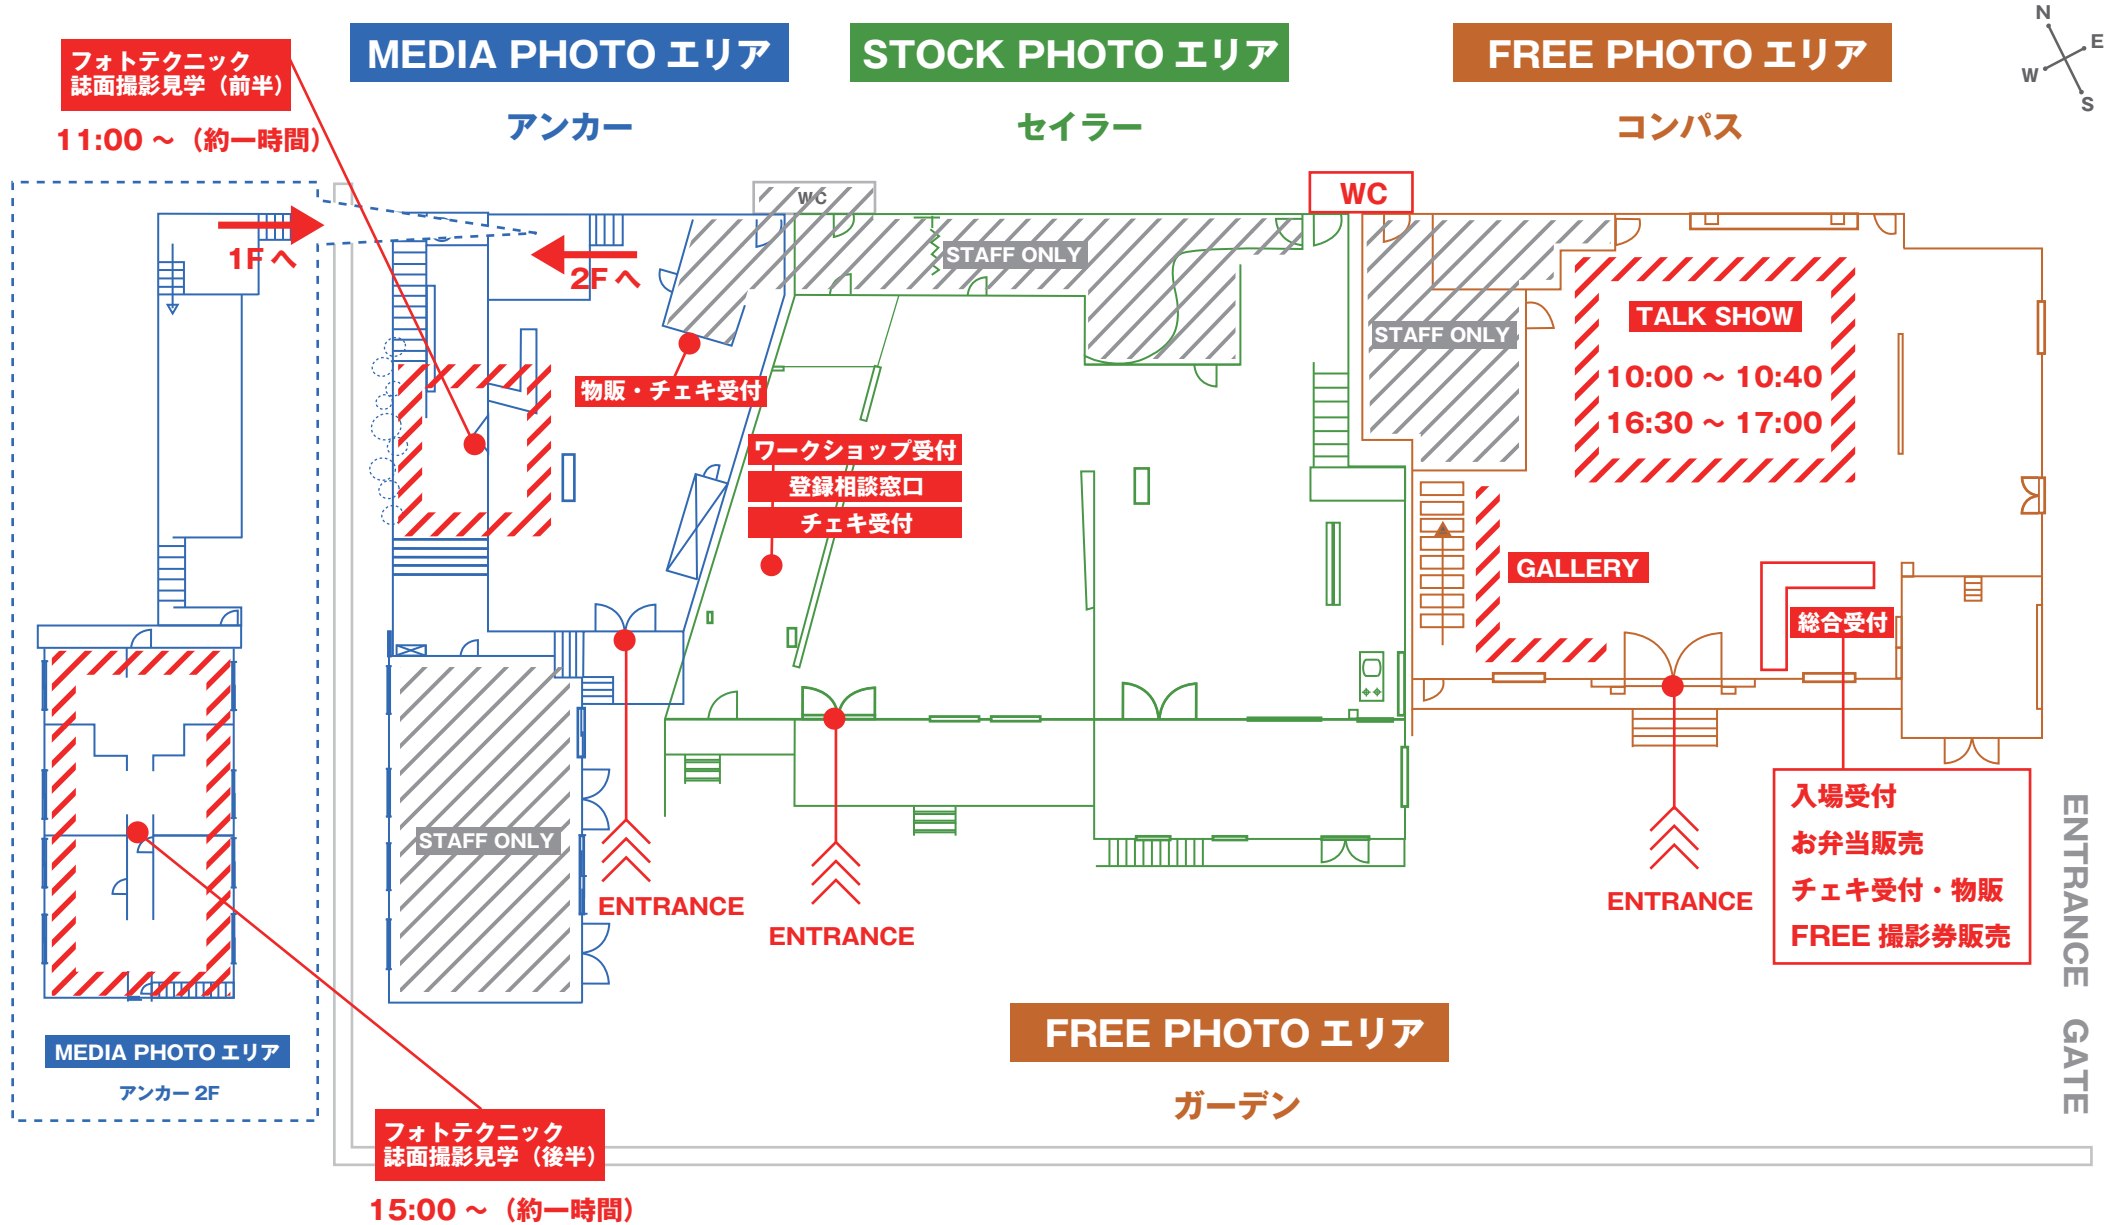 フォトテクニック
誌面撮影見学（前半）
11:00 ～（約一時間）
MEDIA PHOTO エリア
アンカー
STOCK PHOTO エリア
セイラー
FREE PHOTO エリア
コンパス
N
E
W
S
1F へ
2F へ
WC
WC
STAFF ONLY
STAFF ONLY
TALK SHOW
10:00 ～ 10:40
16:30 ～ 17:00
物販・チェキ受付
ワークショップ受付
登録相談窓口
チェキ受付
GALLERY
総合受付
STAFF ONLY
ENTRANCE
ENTRANCE
ENTRANCE
入場受付
お弁当販売
チェキ受付・物販
FREE 撮影券販売
ENTRANCE GATE
FREE PHOTO エリア
ガーデン
MEDIA PHOTO エリア
アンカー 2F
フォトテクニック
誌面撮影見学（後半）
15:00 ～（約一時間）